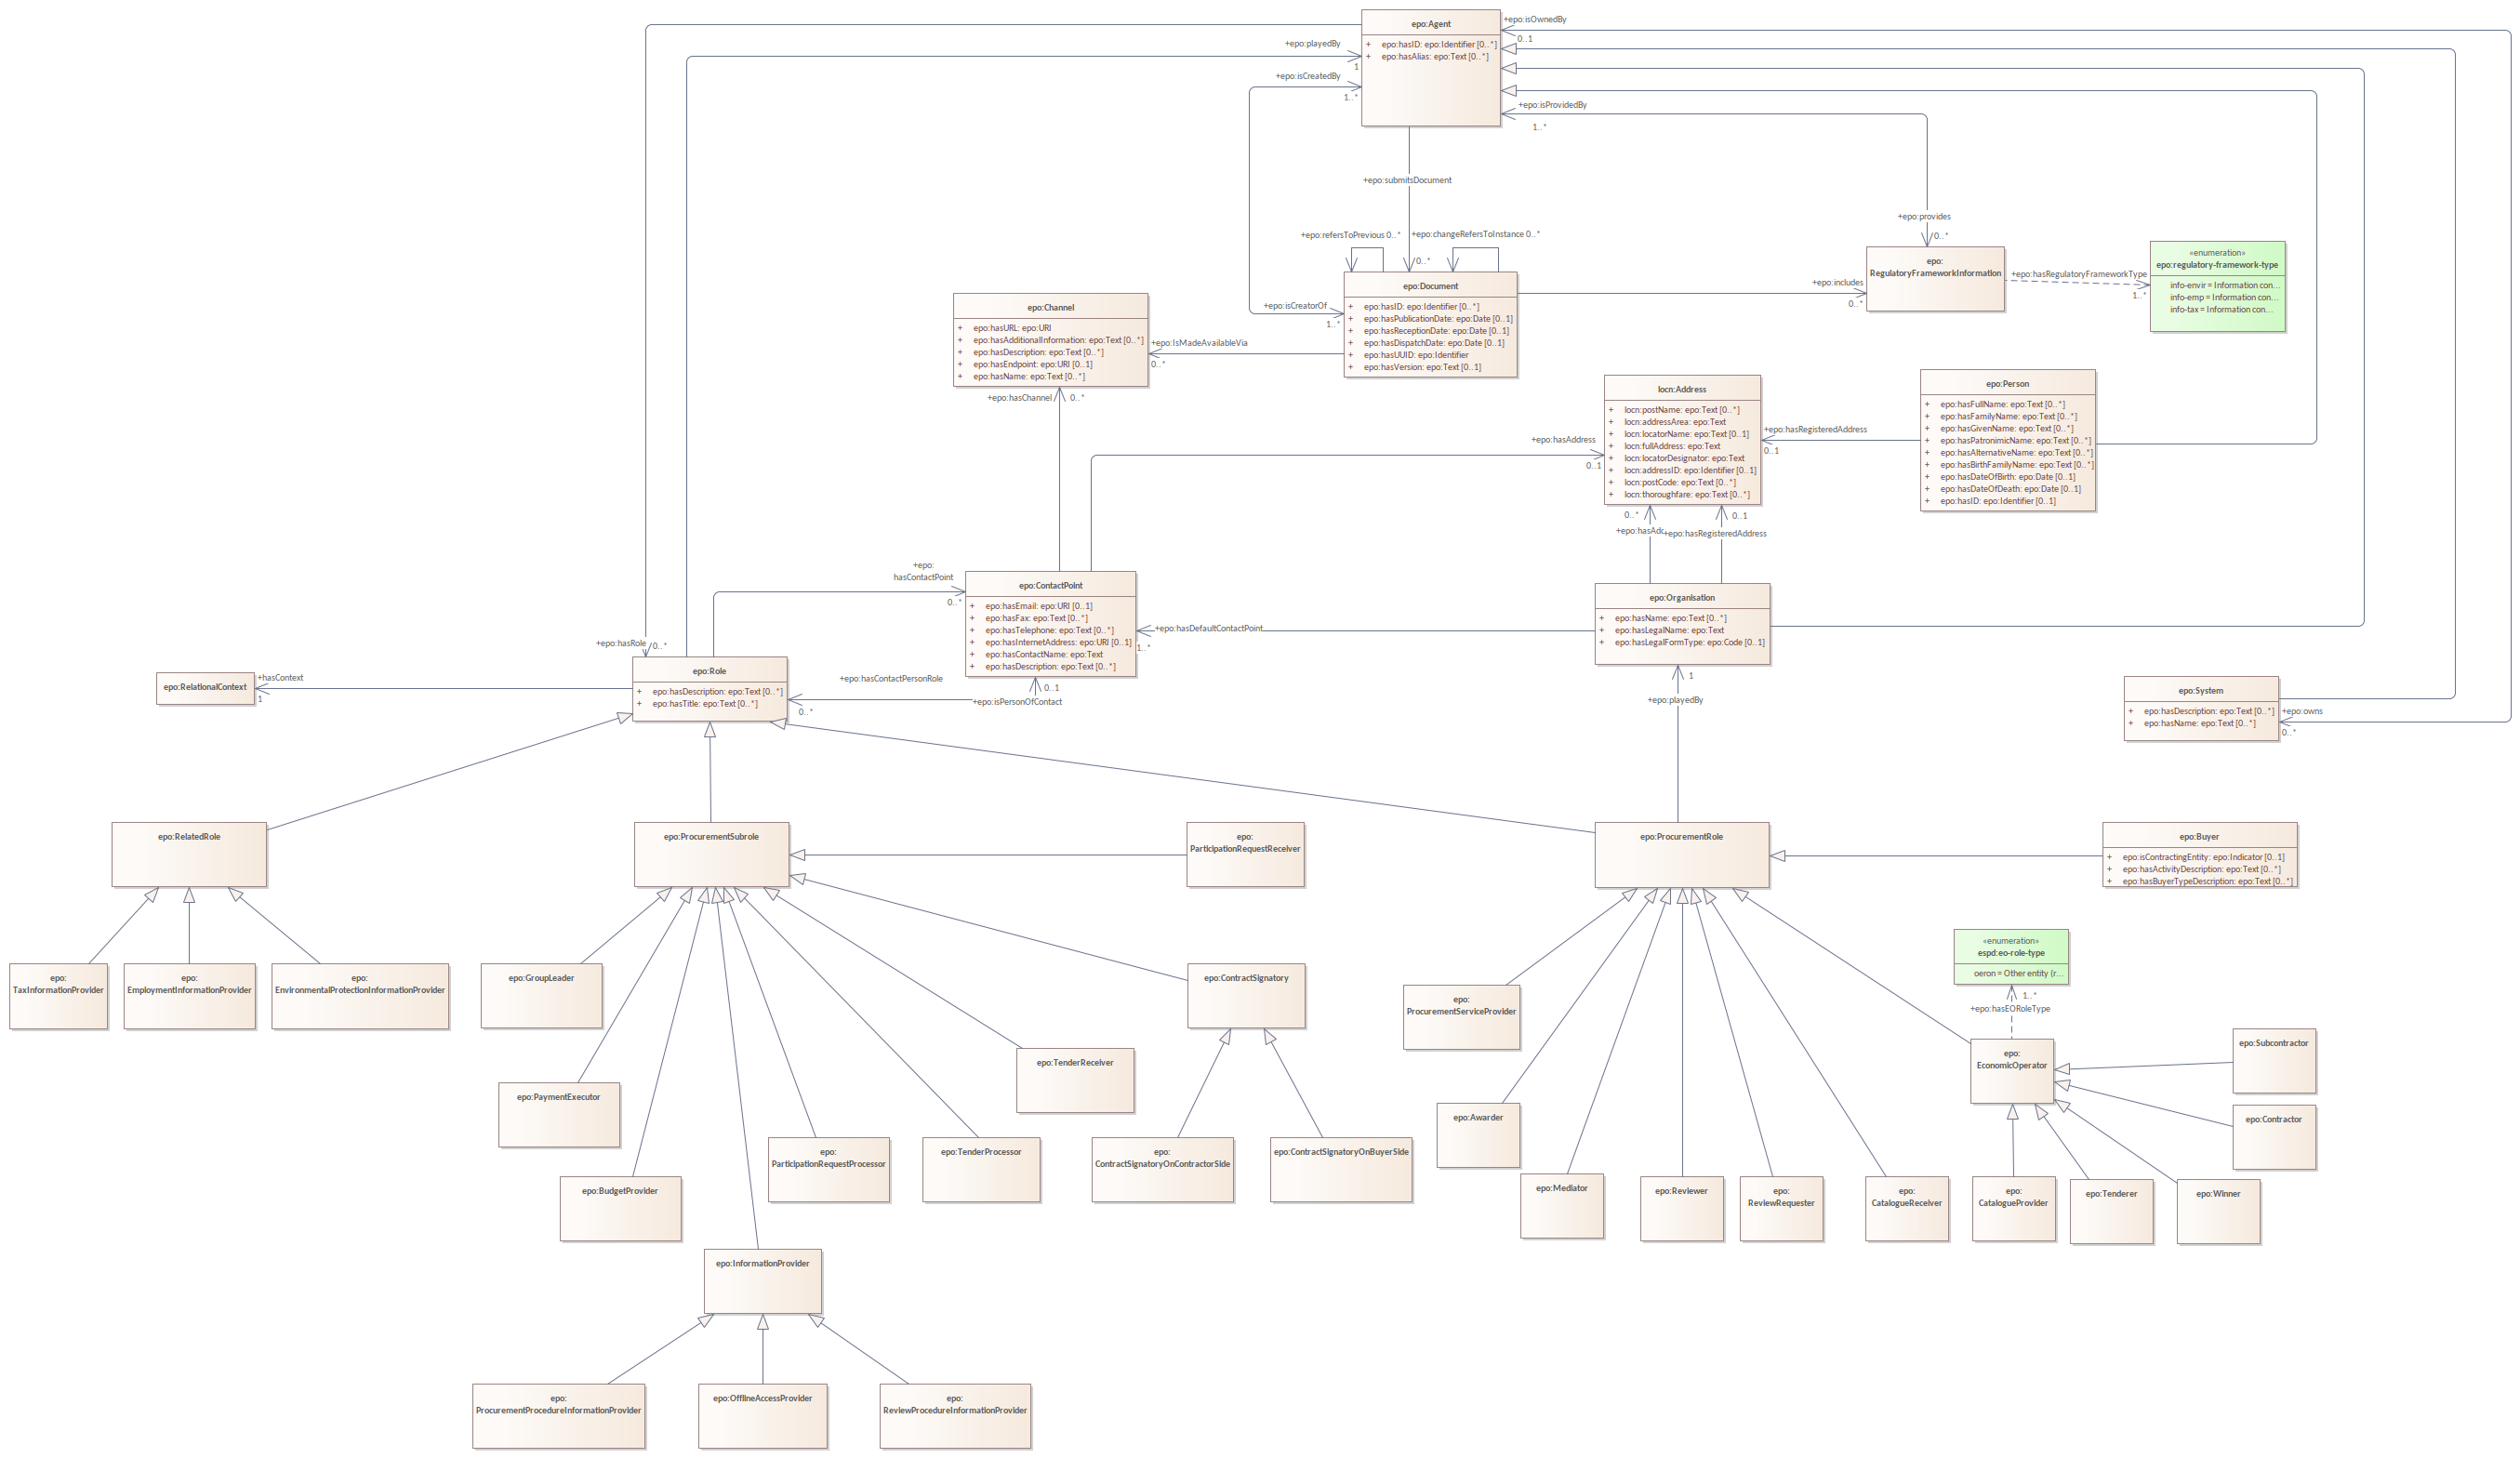 epo:Agent
+ epo:hasID: epo:Identifier [0..*]
+ epo:hasAlias: epo:Text [0..*]
+epo:isOwnedBy
0..1
+epo:playedBy
1
+epo:isCreatedBy
1..*
+epo:isProvidedBy
1..*
+epo:submitsDocument
0..*
+epo:provides
0..*
+epo:refersToPrevious 0..*
+epo:changeRefersToInstance 0..*
epo:
RegulatoryFrameworkInformation
+epo:hasRegulatoryFrameworkType
1..*
«enumeration»
epo:regulatory-framework-type
info-envir = Information con...
info-emp = Information con...
info-tax = Information con...
epo:Document
+ epo:hasID: epo:Identifier [0..*]
+ epo:hasPublicationDate: epo:Date [0..1]
+ epo:hasReceptionDate: epo:Date [0..1]
+ epo:hasDispatchDate: epo:Date [0..1]
+ epo:hasUUID: epo:Identifier
+ epo:hasVersion: epo:Text [0..1]
+epo:includes
0..*
+epo:isCreatorOf
1..*
+epo:IsMadeAvailableVia
0..*
epo:Channel
+ epo:hasURL: epo:URI
+ epo:hasAdditionalInformation: epo:Text [0..*]
+ epo:hasDescription: epo:Text [0..*]
+ epo:hasEndpoint: epo:URI [0..1]
+ epo:hasName: epo:Text [0..*]
+epo:hasChannel
0..*
locn:Address
+ locn:postName: epo:Text [0..*]
+ locn:addressArea: epo:Text
+ locn:locatorName: epo:Text [0..1]
+ locn:fullAddress: epo:Text
+ locn:locatorDesignator: epo:Text
+ locn:addressID: epo:Identifier [0..1]
+ locn:postCode: epo:Text [0..*]
+ locn:thoroughfare: epo:Text [0..*]
+epo:hasAddress
0..1
+epo:hasRegisteredAddress
0..1
epo:Person
+ epo:hasFullName: epo:Text [0..*]
+ epo:hasFamilyName: epo:Text [0..*]
+ epo:hasGivenName: epo:Text [0..*]
+ epo:hasPatronimicName: epo:Text [0..*]
+ epo:hasAlternativeName: epo:Text [0..*]
+ epo:hasBirthFamilyName: epo:Text [0..*]
+ epo:hasDateOfBirth: epo:Date [0..1]
+ epo:hasDateOfDeath: epo:Date [0..1]
+ epo:hasID: epo:Identifier [0..1]
0..*
0..1
+epo:hasAdd
+epo:hasRegisteredAddress
+epo:
hasContactPoint
0..*
epo:ContactPoint
+ epo:hasEmail: epo:URI [0..1]
+ epo:hasFax: epo:Text [0..*]
+ epo:hasTelephone: epo:Text [0..*]
+ epo:hasInternetAddress: epo:URI [0..1]
+ epo:hasContactName: epo:Text
+ epo:hasDescription: epo:Text [0..*]
+epo:hasDefaultContactPoint
1..*
epo:Organisation
+ epo:hasName: epo:Text [0..*]
+ epo:hasLegalName: epo:Text
+ epo:hasLegalFormType: epo:Code [0..1]
+epo:hasRole
0..*
epo:Role
+ epo:hasDescription: epo:Text [0..*]
+ epo:hasTitle: epo:Text [0..*]
epo:RelationalContext
+hasContext
1
+epo:hasContactPersonRole
0..*
0..1
+epo:isPersonOfContact
1
+epo:playedBy
epo:System
+ epo:hasDescription: epo:Text [0..*]
+ epo:hasName: epo:Text [0..*]
+epo:owns
0..*
epo:RelatedRole
epo:ProcurementSubrole
epo:
ParticipationRequestReceiver
epo:ProcurementRole
epo:Buyer
+ epo:isContractingEntity: epo:Indicator [0..1]
+ epo:hasActivityDescription: epo:Text [0..*]
+ epo:hasBuyerTypeDescription: epo:Text [0..*]
epo:
TaxInformationProvider
epo:
EmploymentInformationProvider
epo:
EnvironmentalProtectionInformationProvider
epo:GroupLeader
epo:ContractSignatory
epo:
ProcurementServiceProvider
«enumeration»
espd:eo-role-type
oeron = Other entity (r...
1..*
+epo:hasEORoleType
epo:
EconomicOperator
epo:Subcontractor
epo:Contractor
epo:TenderReceiver
epo:PaymentExecutor
epo:Awarder
epo:
ParticipationRequestProcessor
epo:TenderProcessor
epo:
ContractSignatoryOnContractorSide
epo:ContractSignatoryOnBuyerSide
epo:BudgetProvider
epo:Mediator
epo:Reviewer
epo:
ReviewRequester
epo:
CatalogueReceiver
epo:
CatalogueProvider
epo:Tenderer
epo:Winner
epo:InformationProvider
epo:
ProcurementProcedureInformationProvider
epo:OfflineAccessProvider
epo:
ReviewProcedureInformationProvider